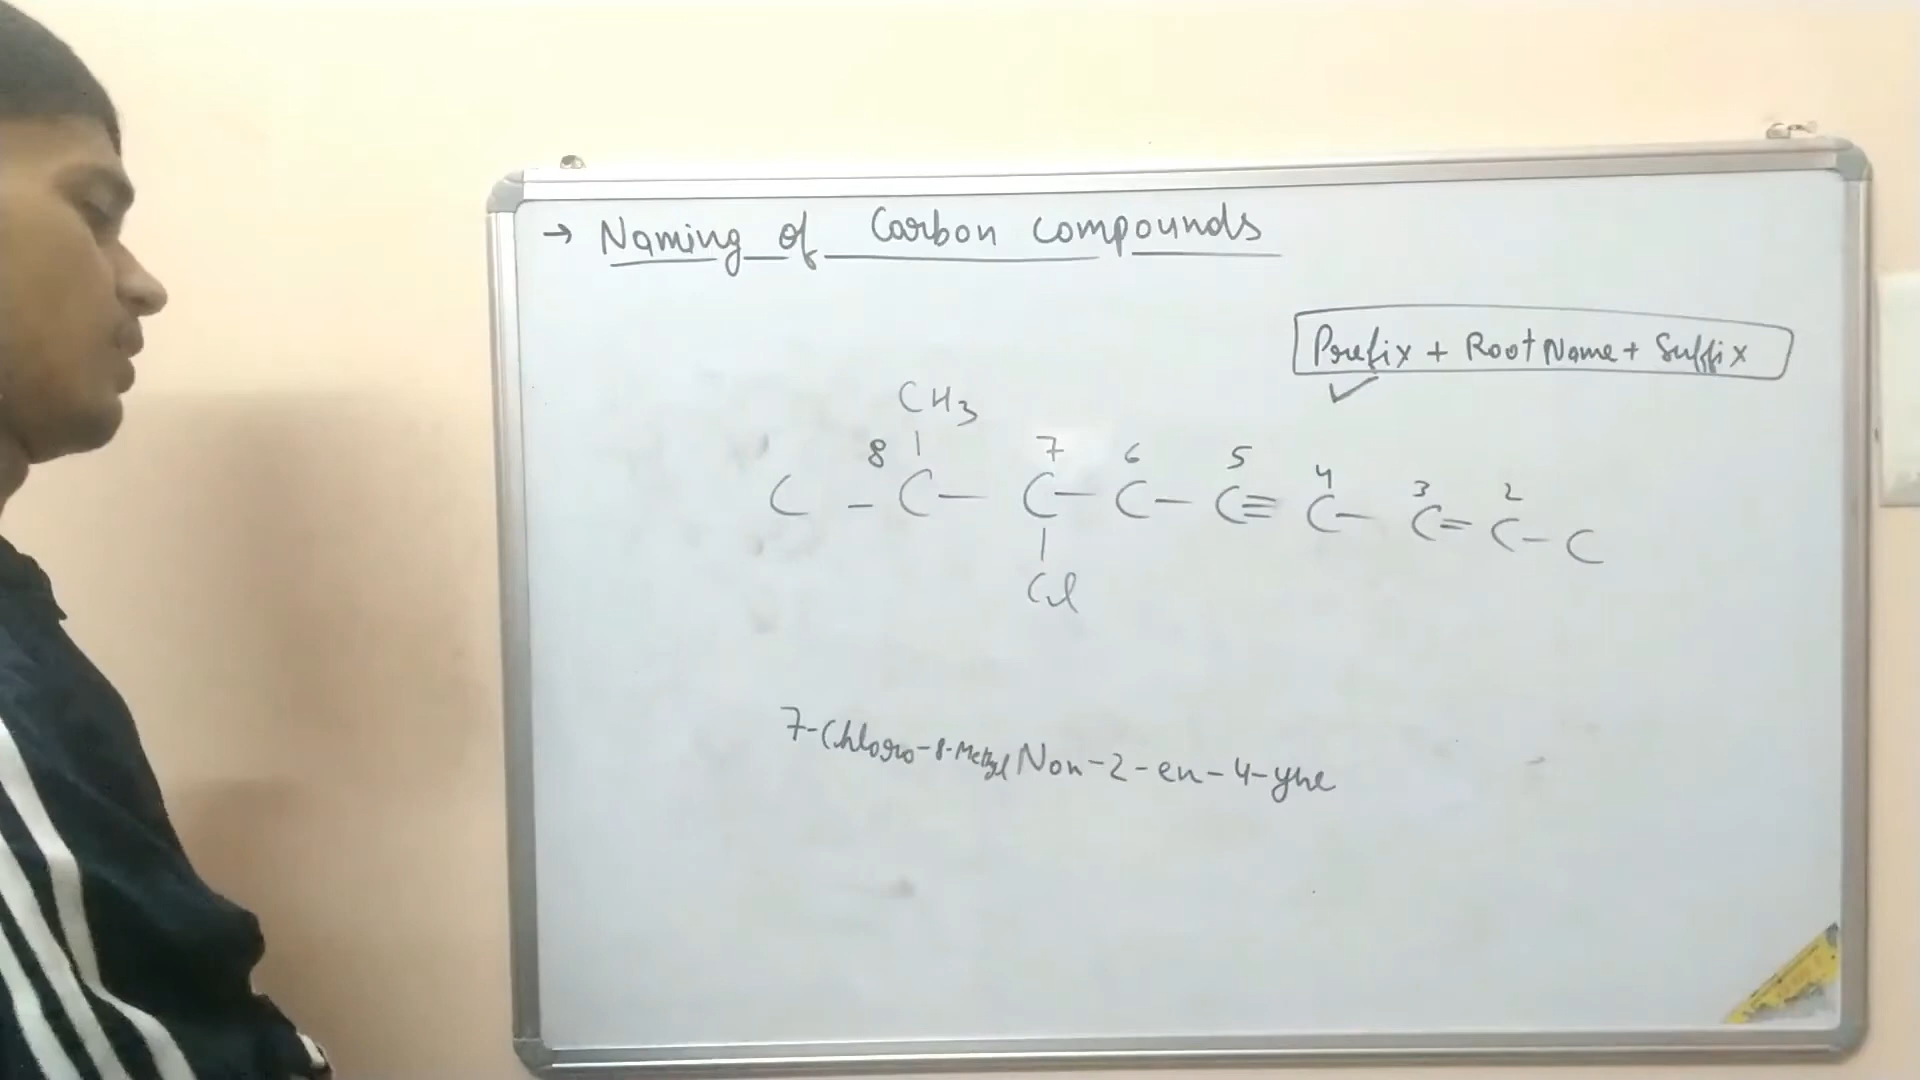 → Naming of Carbon compounds
Prefix + Root Name + Suffix
CH3
8 7 6 5 4 3 2
C - C - C - C - C ≡ C - C = C - C
Cl
7-Chloro-8-Methyl Non-2-en-4-yne